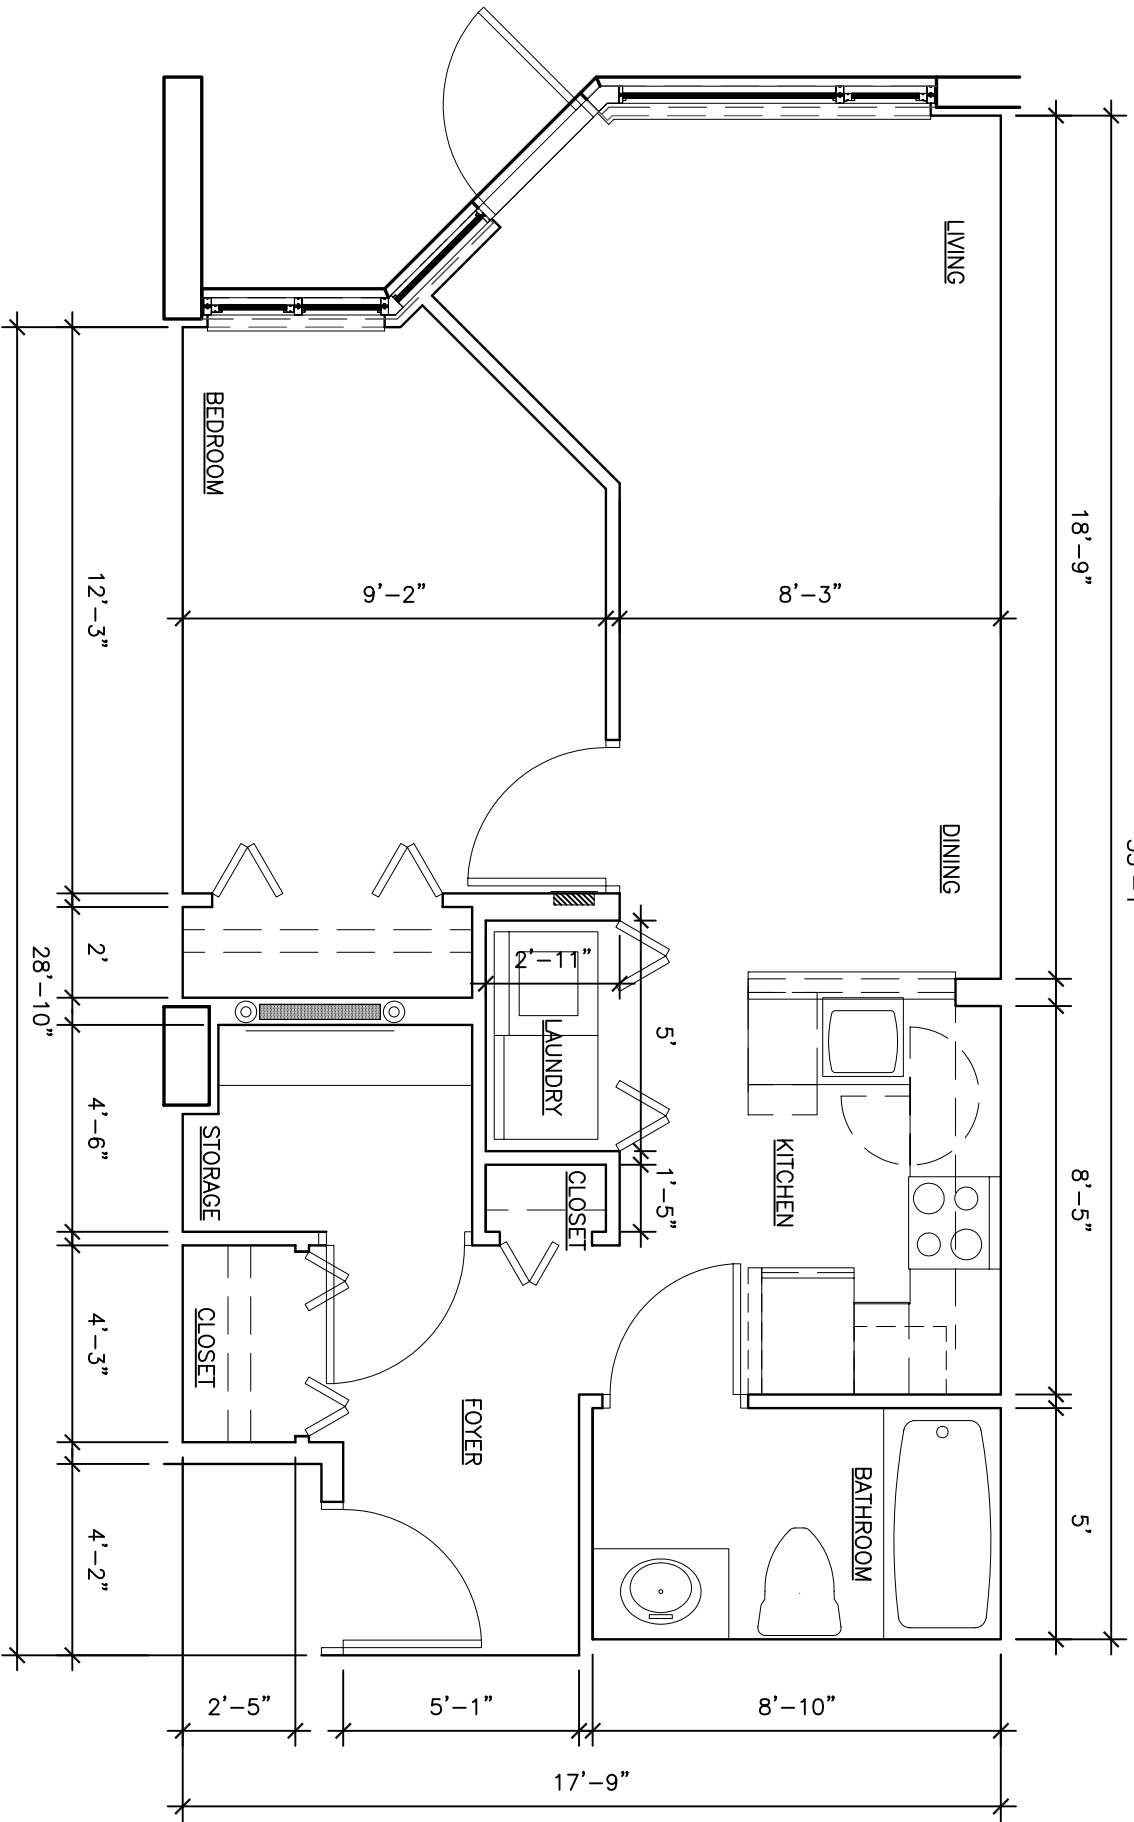 LIVING
18'-9"
BEDROOM
12'-3"
9'-2"
8'-3"
DINING
2'
28'-10"
2'-11"
LAUNDRY
5'
KITCHEN
8'-5"
4'-6"
STORAGE
CLOSET
1'-5"
4'-3"
CLOSET
FOYER
BATHROOM
5'
4'-2"
2'-5"
5'-1"
8'-10"
17'-9"